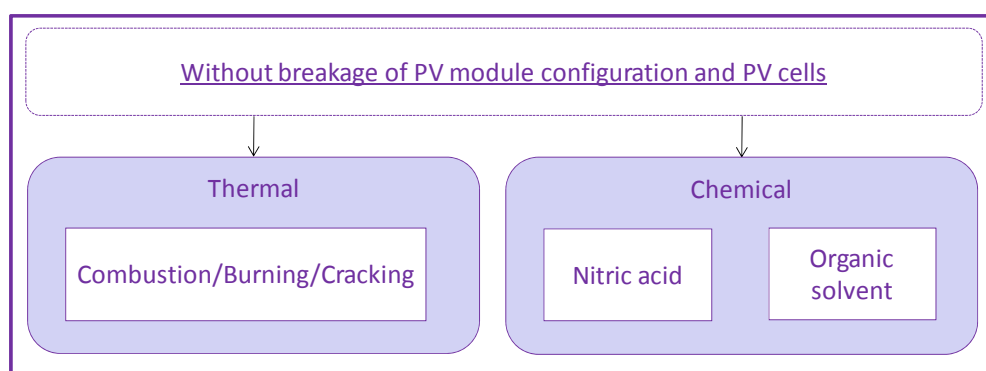 Without breakage of PV module configuration and PV cells
Thermal
Combustion/Burning/Cracking
Chemical
Nitric acid
Organic
solvent